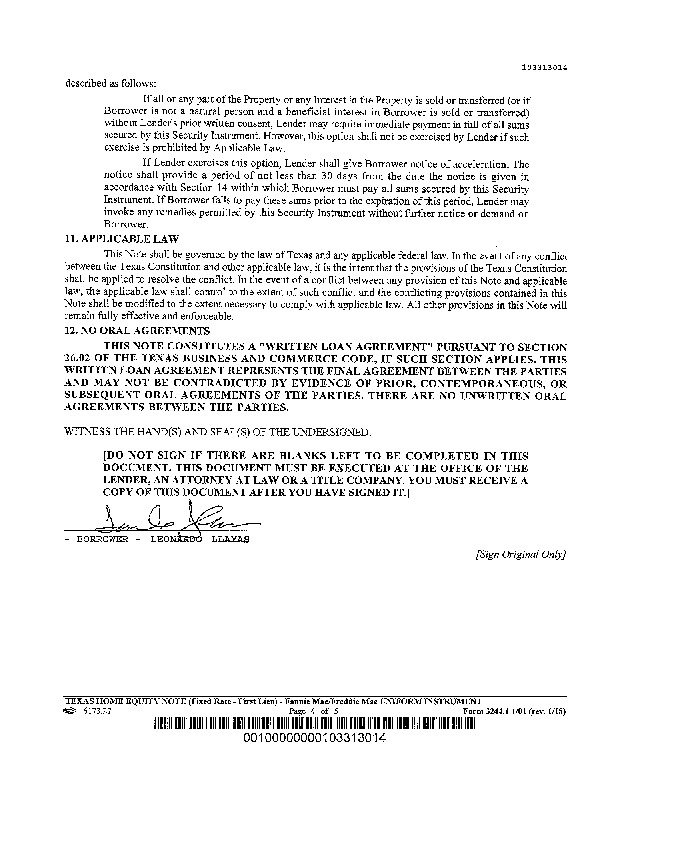 103313014
described as follows:
If all or any part of the Property or any Interest in the Property is sold or transferred (or if
Borrower is not a natural person and a beneficial interest in Borrower is sold or transferred)
without Lender's prior written consent, Lender may require immediate payment in full of all sums
secured by this Security Instrument. However, this option shall not be exercised by Lender if such
exercise is prohibited by Applicable Law.
If Lender exercises this option, Lender shall give Borrower notice of acceleration. The
notice shall provide a period of not less than 30 days from the date the notice is given in
accordance with Section 14 within which Borrower must pay all sums secured by this Security
Instrument. If Borrower fails to pay these sums prior to the expiration of this period, Lender may
invoke any remedies permitted by this Security Instrument without further notice or demand on
Borrower.
11. APPLICABLE LAW
This Note shall be governed by the law of Texas and any applicable federal law. In the event of any conflict
between the Texas Constitution and other applicable law, it is the intent that the provisions of the Texas Constitution
shall be applied to resolve the conflict. In the event of a conflict between any provision of this Note and applicable
law, the applicable law shall control to the extent of such conflict and the conflicting provisions contained in this
Note shall be modified to the extent necessary to comply with applicable law. All other provisions in this Note will
remain fully effective and enforceable.
12. NO ORAL AGREEMENTS
THIS NOTE CONSTITUTES A "WRITTEN LOAN AGREEMENT" PURSUANT TO SECTION
26.02 OF THE TEXAS BUSINESS AND COMMERCE CODE, IF SUCH SECTION APPLIES. THIS
WRITTEN LOAN AGREEMENT REPRESENTS THE FINAL AGREEMENT BETWEEN THE PARTIES
AND MAY NOT BE CONTRADICTED BY EVIDENCE OF PRIOR, CONTEMPORANEOUS, OR
SUBSEQUENT ORAL AGREEMENTS OF THE PARTIES. THERE ARE NO UNWRITTEN ORAL
AGREEMENTS BETWEEN THE PARTIES.
WITNESS THE HAND(S) AND SEAL(S) OF THE UNDERSIGNED.
[DO NOT SIGN IF THERE ARE BLANKS LEFT TO BE COMPLETED IN THIS
DOCUMENT. THIS DOCUMENT MUST BE EXECUTED AT THE OFFICE OF THE
LENDER, AN ATTORNEY AT LAW OR A TITLE COMPANY. YOU MUST RECEIVE A
COPY OF THIS DOCUMENT AFTER YOU HAVE SIGNED IT.]
- BORROWER - LEONARDO LLAMAS
[Sign Original Only]
TEXAS HOME EQUITY NOTE (Fixed Rate - First Lien) - Fannie Mae/Freddie Mac UNIFORM INSTRUMENT
Page 4 of 5 Form 3244.1 1/01 (rev. 1/15)
00100000000103313014